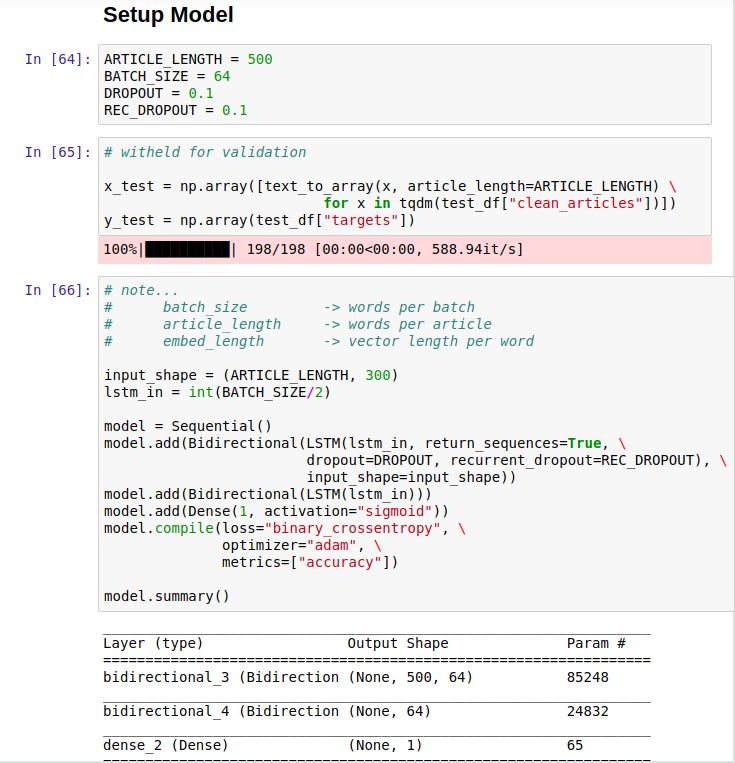 Setup Model
In [64]: ARTICLE_LENGTH = 500
BATCH_SIZE = 64
DROPOUT = 0.1
REC_DROPOUT = 0.1
In [65]: # witheld for validation
x_test = np.array([text_to_array(x, article_length=ARTICLE_LENGTH) \
for x in tqdm(test_df["clean_articles"])])
y_test = np.array(test_df["targets"])
100%|██████████| 198/198 [00:00<00:00, 588.94it/s]
In [66]: # note...
#      batch_size         -> words per batch
#      article_length     -> words per article
#      embed_length       -> vector length per word
input_shape = (ARTICLE_LENGTH, 300)
lstm_in = int(BATCH_SIZE/2)
model = Sequential()
model.add(Bidirectional(LSTM(lstm_in, return_sequences=True, \
dropout=DROPOUT, recurrent_dropout=REC_DROPOUT), \
input_shape=input_shape))
model.add(Bidirectional(LSTM(lstm_in)))
model.add(Dense(1, activation="sigmoid"))
model.compile(loss="binary_crossentropy", \
optimizer="adam", \
metrics=["accuracy"])
model.summary()
Layer (type)                 Output Shape              Param #
bidirectional_3 (Bidirection (None, 500, 64)           85248
bidirectional_4 (Bidirection (None, 64)                24832
dense_2 (Dense)              (None, 1)                 65